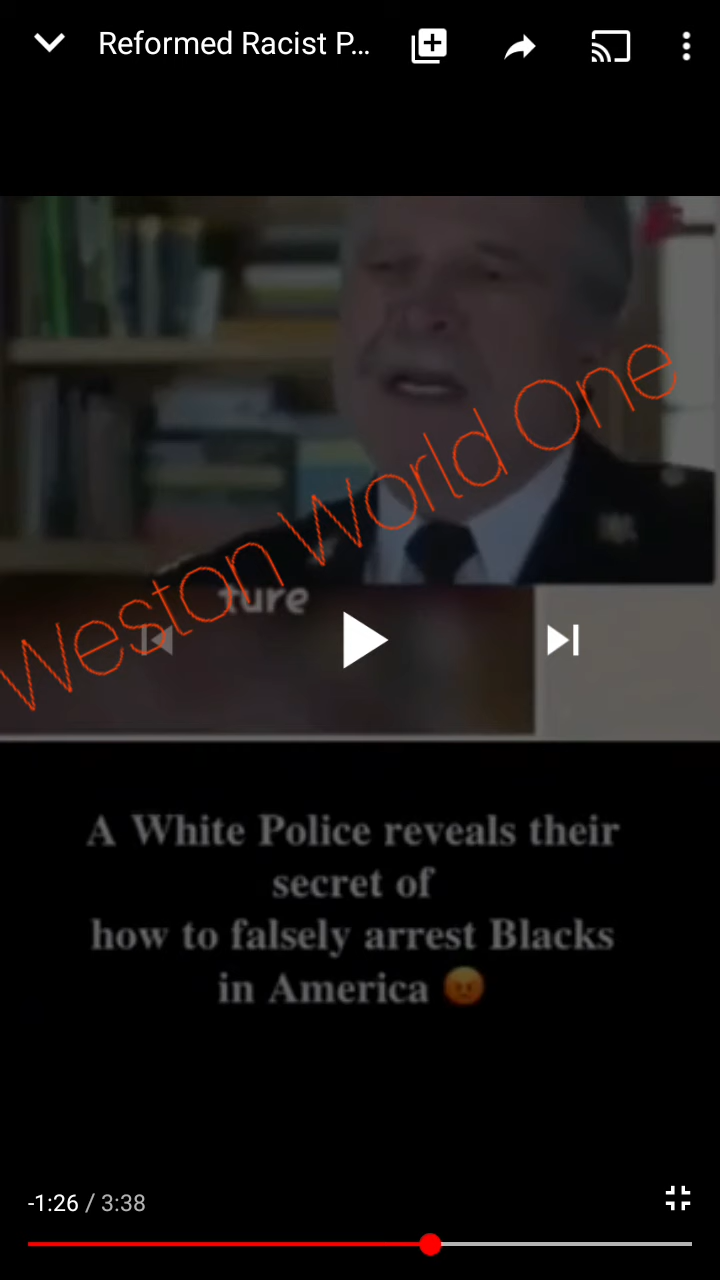 Reformed Racist P...
Weston World One
ture
A White Police reveals their
secret of
how to falsely arrest Blacks
in America 😡
-1:26 / 3:38